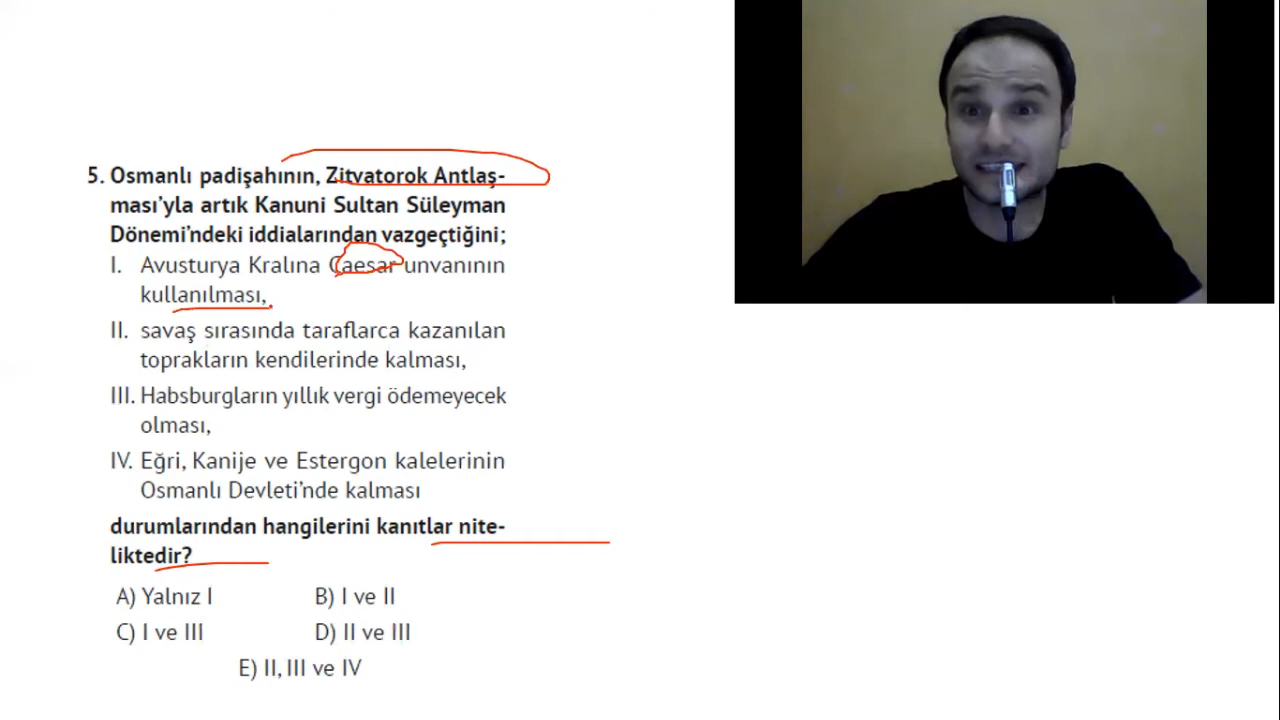 5. Osmanlı padişahının, Zitvatorok Antlaş-
ması’yla artık Kanuni Sultan Süleyman
Dönemi’ndeki iddialarından vazgeçtiğini;
I. Avusturya Kralına Caesar unvanının
kullanılması,
II. savaş sırasında taraflarca kazanılan
toprakların kendilerinde kalması,
III. Habsburgların yıllık vergi ödemeyecek
olması,
IV. Eğri, Kanije ve Estergon kalelerinin
Osmanlı Devleti’nde kalması
durumlarından hangilerini kanıtlar nite-
liktedir?
A) Yalnız I B) I ve II
C) I ve III D) II ve III
E) II, III ve IV